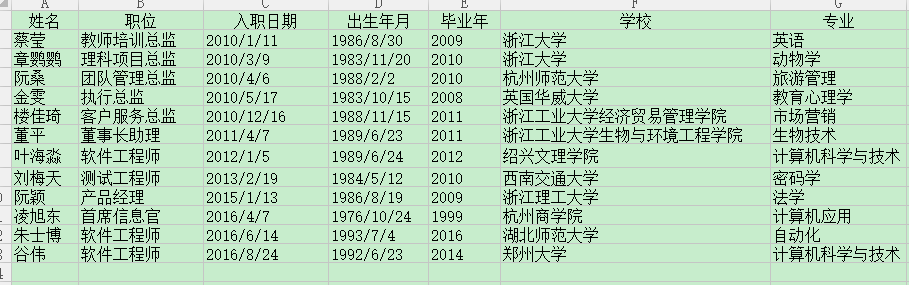 A B C D E F G
姓名 职位 入职日期 出生年月 毕业年 学校 专业
蔡莹 教师培训总监 2010/1/11 1986/8/30 2009 浙江大学 英语
章鹦鹦 理科项目总监 2010/3/9 1983/11/20 2010 浙江大学 动物学
阮桑 团队管理总监 2010/4/6 1988/2/2 2010 杭州师范大学 旅游管理
金雯 执行总监 2010/5/17 1983/10/15 2008 英国华威大学 教育心理学
楼佳琦 客户服务总监 2010/12/16 1988/11/15 2011 浙江工业大学经济贸易管理学院 市场营销
董平 董事长助理 2011/4/7 1989/6/23 2011 浙江工业大学生物与环境工程学院 生物技术
叶海淼 软件工程师 2012/1/5 1989/6/24 2012 绍兴文理学院 计算机科学与技术
刘梅天 测试工程师 2013/2/19 1984/5/12 2010 西南交通大学 密码学
阮颖 产品经理 2015/1/13 1986/8/19 2009 浙江理工大学 法学
凌旭东 首席信息官 2016/4/7 1976/10/24 1999 杭州商学院 计算机应用
朱士博 软件工程师 2016/6/14 1993/7/4 2016 湖北师范大学 自动化
谷伟 软件工程师 2016/8/24 1992/6/23 2014 郑州大学 计算机科学与技术